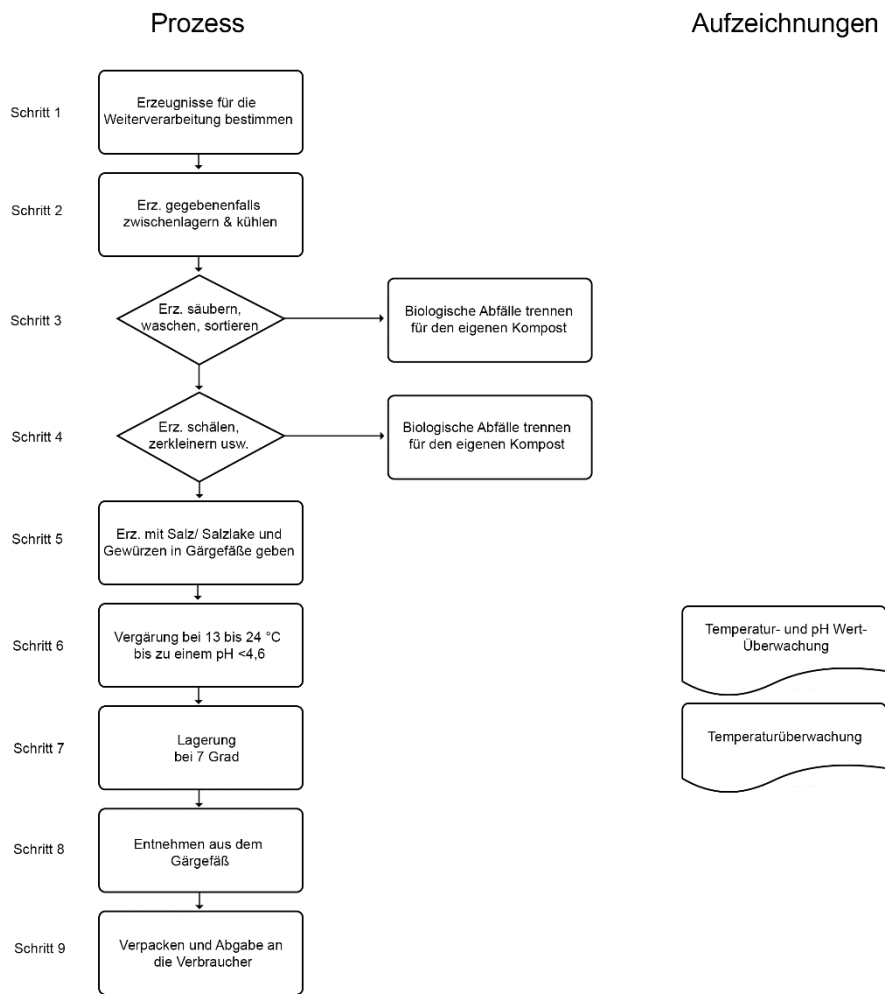 Prozess
Aufzeichnungen
Schritt 1
Erzeugnisse für die
Weiterverarbeitung bestimmen
Schritt 2
Erz. gegebenenfalls
zwischenlagern & kühlen
Schritt 3
Erz. säubern,
waschen, sortieren
Biologische Abfälle trennen
für den eigenen Kompost
Schritt 4
Erz. schälen,
zerkleinern usw.
Biologische Abfälle trennen
für den eigenen Kompost
Schritt 5
Erz. mit Salz/ Salzlake und
Gewürzen in Gärgefäße geben
Schritt 6
Vergärung bei 13 bis 24 °C
bis zu einem pH <4,6
Temperatur- und pH Wert-
Überwachung
Schritt 7
Lagerung
bei 7 Grad
Temperaturüberwachung
Schritt 8
Entnehmen aus dem
Gärgefäß
Schritt 9
Verpacken und Abgabe an
die Verbraucher